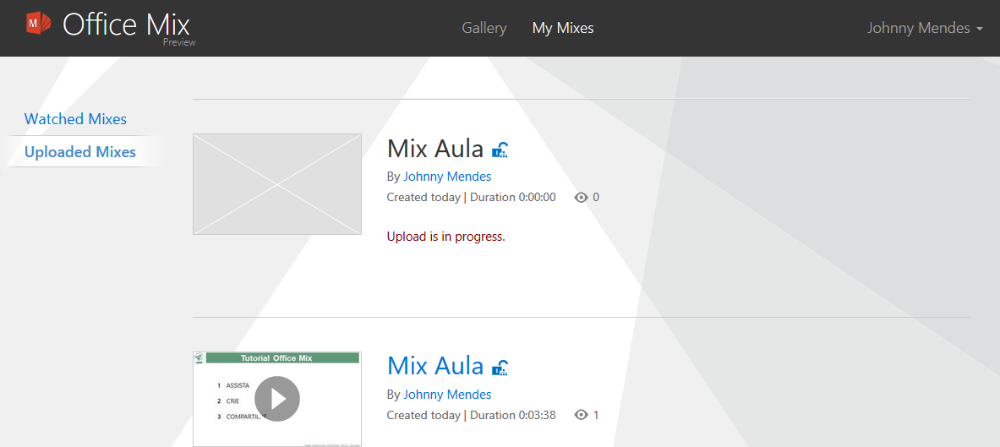 Office Mix
Preview
Gallery
My Mixes
Johnny Mendes
Watched Mixes
Uploaded Mixes
Mix Aula
By Johnny Mendes
Created today | Duration 0:00:00 0
Upload is in progress.
Tutorial Office Mix
1 ASSISTA
2 CRIE
3
Mix Aula
By Johnny Mendes
Created today | Duration 0:03:38 1